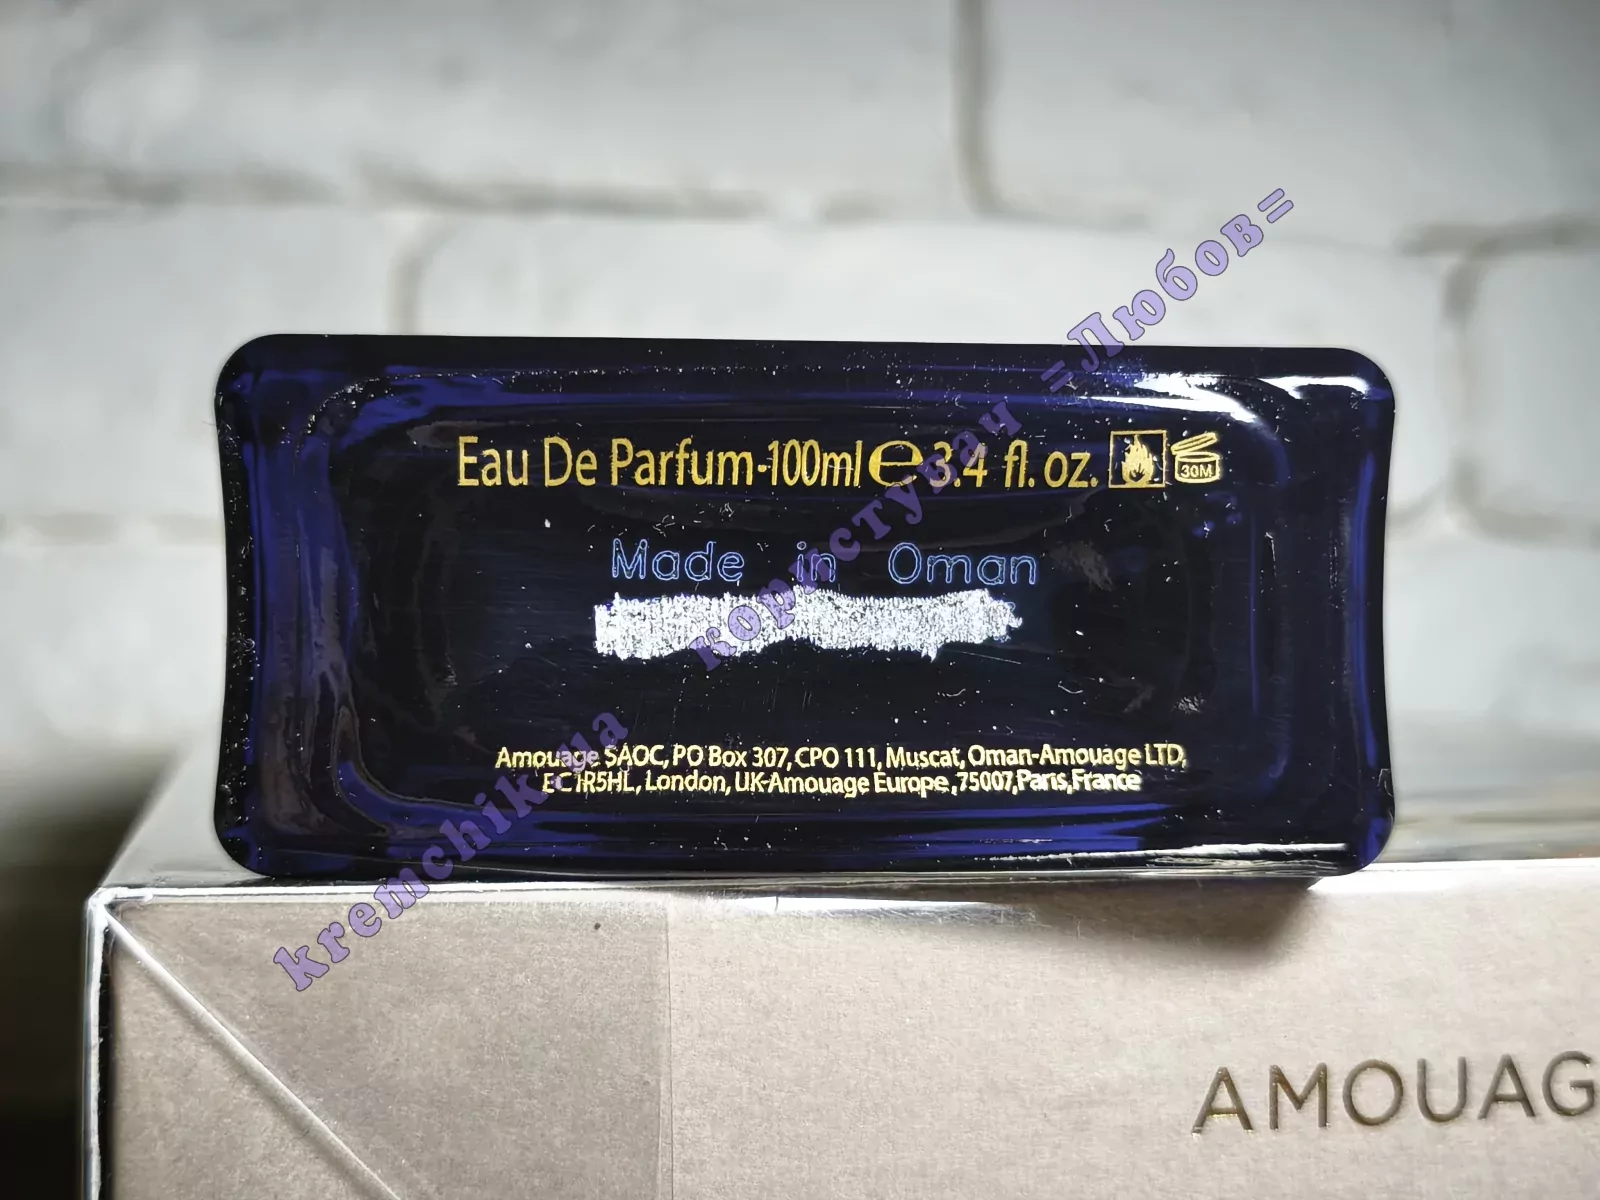 Eau De Parfum-100ml ℮ 3.4 fl. oz. 30M
Made in Oman
Amouage SAOC, PO Box 307, CPO 111, Muscat, Oman-Amouage LTD,
EC1R5HL, London, UK-Amouage Europe, 75007, Paris, France
AMOUAG
kremchik.ua користувач =Любов=